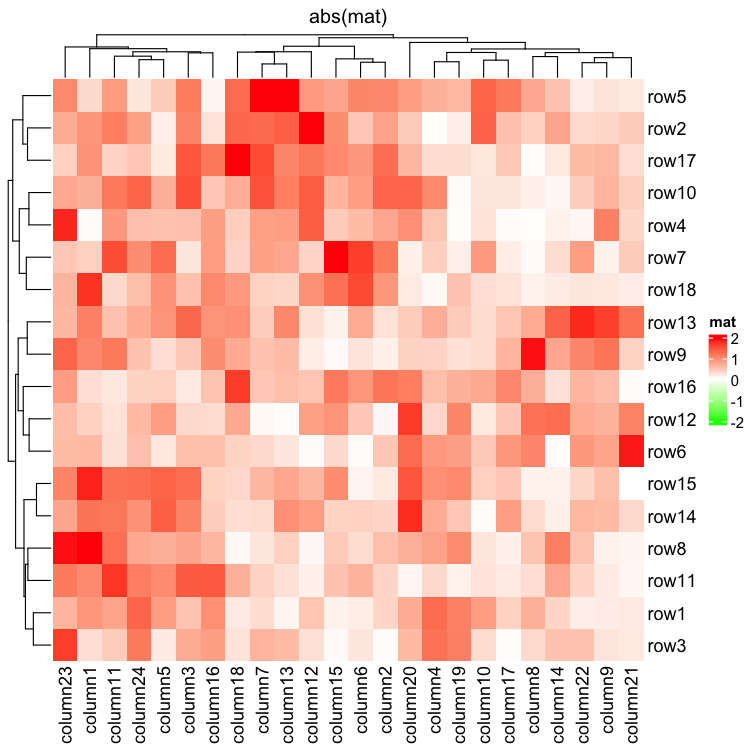 abs(mat)
row5
row2
row17
row10
row4
row7
row18
row13
row9
row16
row12
row6
row15
row14
row8
row11
row1
row3
mat
2
1
0
-1
-2
column23
column1
column11
column24
column5
column3
column16
column18
column7
column13
column12
column15
column6
column2
column20
column4
column19
column10
column17
column8
column14
column22
column9
column21